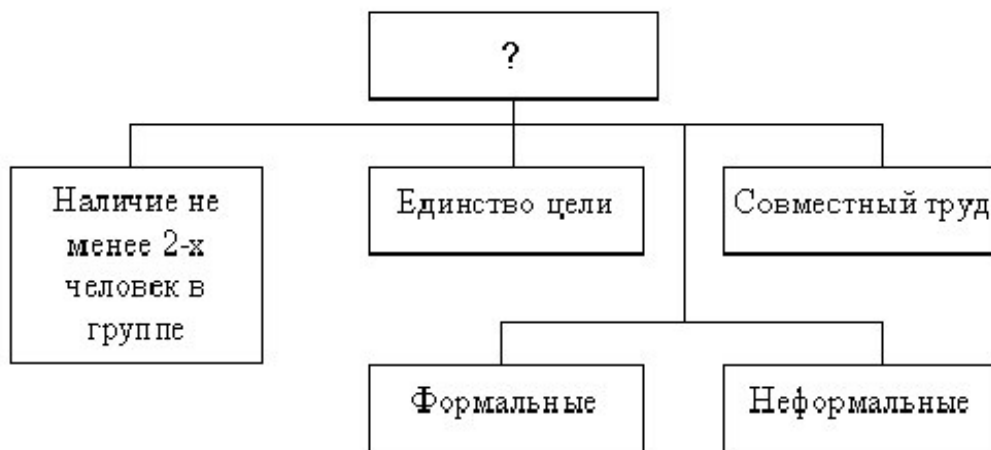 ?
Наличие не
менее 2-х
человек в
группе
Единство цели
Совместный труд
Формальные
Неформальные